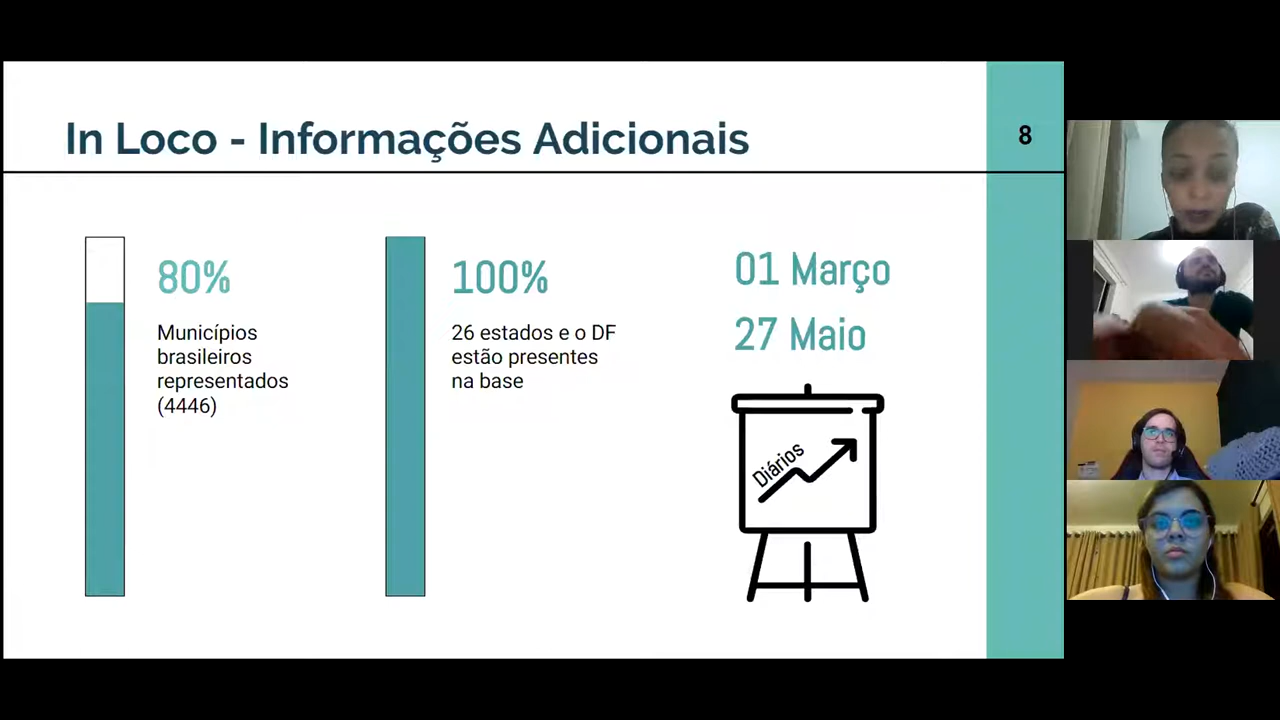 In Loco - Informações Adicionais
8
80%
Municípios
brasileiros
representados
(4446)
100%
26 estados e o DF
estão presentes
na base
01 Março
27 Maio
Diários